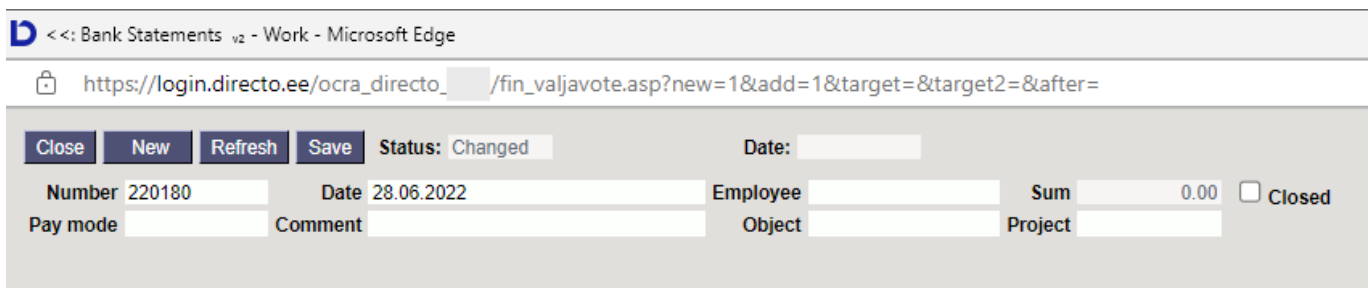 <<: Bank Statements v2 - Work - Microsoft Edge
https://login.directo.ee/ocra_directo_ /fin_valjavote.asp?new=1&add=1&target=&target2=&after=
Close New Refresh Save Status: Changed Date:
Number 220180 Date 28.06.2022 Employee Sum 0.00 Closed
Pay mode Comment Object Project